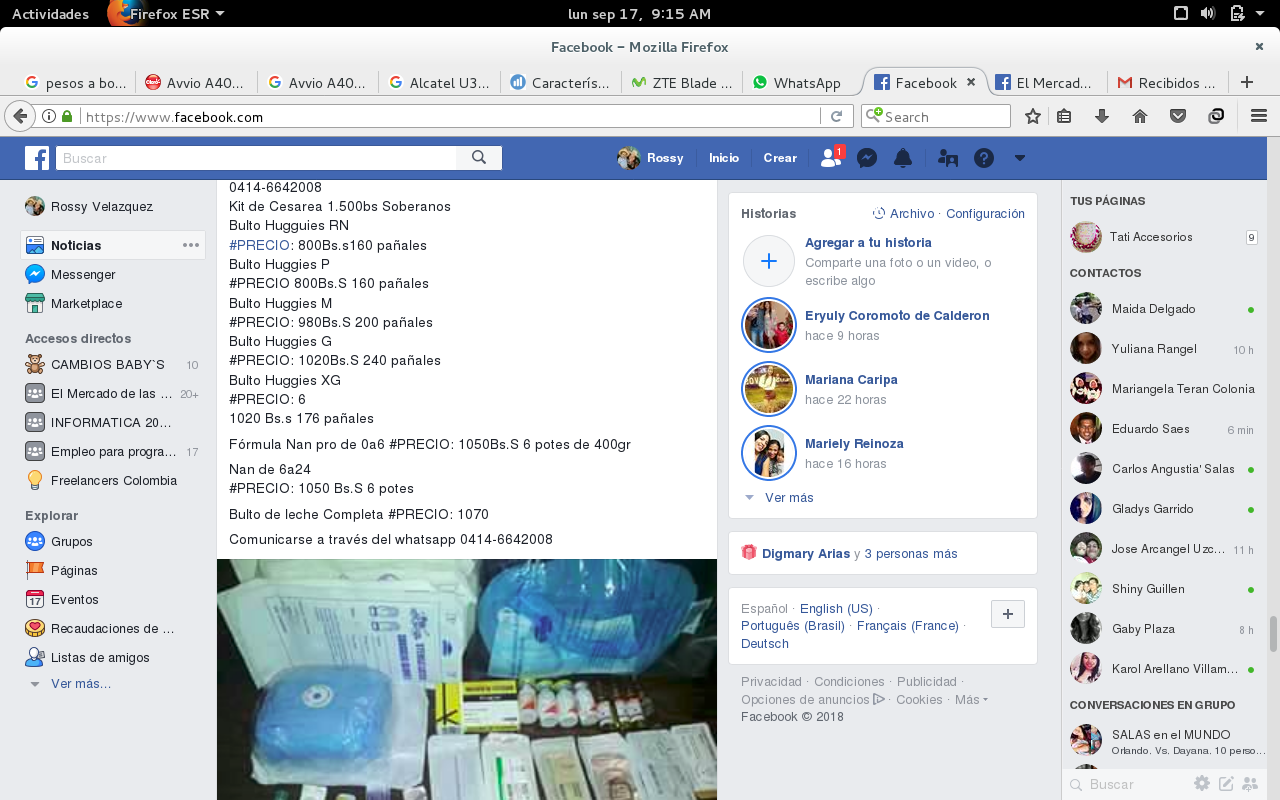 Actividades
Firefox ESR
lun sep 17, 9:15 AM
Facebook – Mozilla Firefox
pesos a bo...
Avvio A40...
Avvio A40...
Alcatel U3...
Caracterís...
ZTE Blade ...
WhatsApp
Facebook
El Mercad...
Recibidos ...
https://www.facebook.com
Search
Buscar
Rossy
Inicio
Crear
1
Rossy Velazquez
Noticias
Messenger
Marketplace
Accesos directos
CAMBIOS BABY`S 10
El Mercado de las ... 20+
INFORMATICA 20...
Empleo para progra... 17
Freelancers Colombia
Explorar
Grupos
Páginas
17
Eventos
Recaudaciones de ...
Listas de amigos
Ver más...
0414-6642008
Kit de Cesarea 1.500bs Soberanos
Bulto Hugguies RN
#PRECIO: 800Bs.s160 pañales
Bulto Huggies P
#PRECIO 800Bs.S 160 pañales
Bulto Huggies M
#PRECIO: 980Bs.S 200 pañales
Bulto Huggies G
#PRECIO: 1020Bs.S 240 pañales
Bulto Huggies XG
#PRECIO: 6
1020 Bs.s 176 pañales
Fórmula Nan pro de 0a6 #PRECIO: 1050Bs.S 6 potes de 400gr
Nan de 6a24
#PRECIO: 1050 Bs.S 6 potes
Bulto de leche Completa #PRECIO: 1070
Comunicarse a través del whatsapp 0414-6642008
Historias
Archivo · Configuración
Agregar a tu historia
Comparte una foto o un video, o
escribe algo
Eryuly Coromoto de Calderon
hace 9 horas
Mariana Caripa
hace 22 horas
Mariely Reinoza
hace 16 horas
Ver más
Digmary Arias y 3 personas más
Español · English (US) ·
Português (Brasil) · Français (France) ·
Deutsch
Privacidad · Condiciones · Publicidad ·
Opciones de anuncios · Cookies · Más
Facebook © 2018
TUS PÁGINAS
Tati Accesorios 9
CONTACTOS
Maida Delgado
Yuliana Rangel 10 h
Mariangela Teran Colonia
Eduardo Saes 6 min
Carlos Angustia' Salas
Gladys Garrido
Jose Arcangel Uzc... 11 h
Shiny Guillen
Gaby Plaza 8 h
Karol Arellano Villam...
CONVERSACIONES EN GRUPO
SALAS en el MUNDO
Orlando. Vs. Dayana. 10 perso...
Buscar